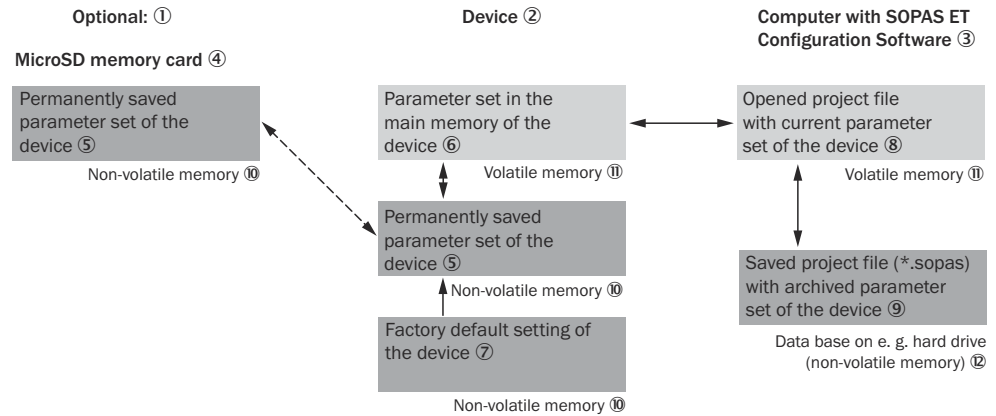 Optional: ①
MicroSD memory card ④
Permanently saved
parameter set of the
device ⑤
Non-volatile memory ⑩
Device ②
Parameter set in the
main memory of the
device ⑥
Volatile memory ⑪
Permanently saved
parameter set of the
device ⑤
Non-volatile memory ⑩
Factory default setting of
the device ⑦
Non-volatile memory ⑩
Computer with SOPAS ET
Configuration Software ③
Opened project file
with current parameter
set of the device ⑧
Volatile memory ⑪
Saved project file (*.sopas)
with archived parameter
set of the device ⑨
Data base on e. g. hard drive
(non-volatile memory) ⑫